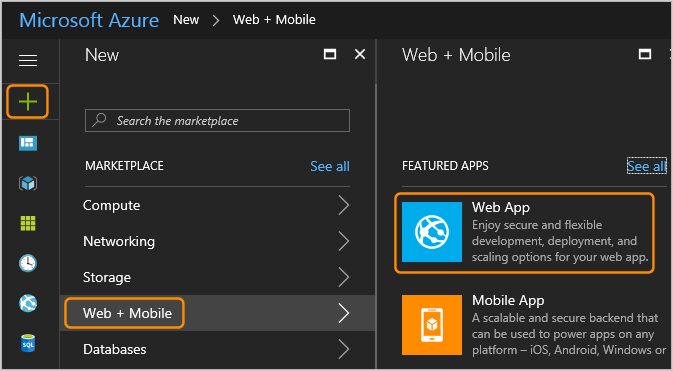 Microsoft Azure New > Web + Mobile
New
Search the marketplace
MARKETPLACE See all
Compute
Networking
Storage
Web + Mobile
Databases
SQL
Web + Mobile
FEATURED APPS See all
Web App
Enjoy secure and flexible
development, deployment, and
scaling options for your web app.
Mobile App
A scalable and secure backend that
can be used to power apps on any
platform – iOS, Android, Windows or